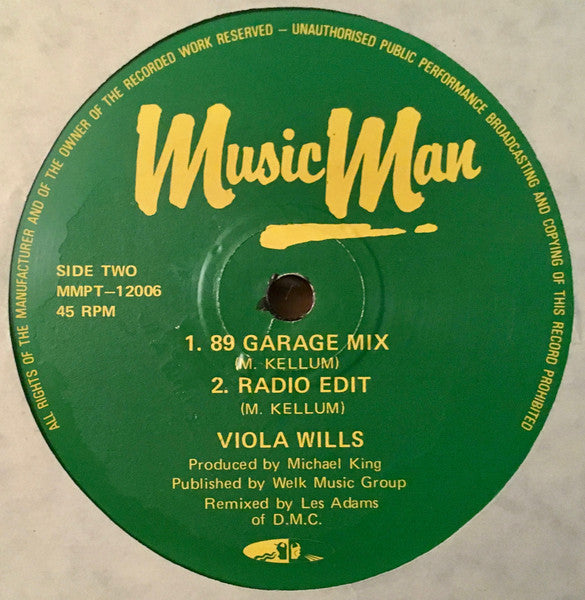 ALL RIGHTS OF THE MANUFACTURER AND OF THE OWNER OF THE RECORDED WORK RESERVED – UNAUTHORISED PUBLIC PERFORMANCE BROADCASTING AND COPYING OF THIS RECORD PROHIBITED
Music Man
SIDE TWO
MMPT–12006
45 RPM
1. 89 GARAGE MIX
(M. KELLUM)
2. RADIO EDIT
(M. KELLUM)
VIOLA WILLS
Produced by Michael King
Published by Welk Music Group
Remixed by Les Adams
of D.M.C.